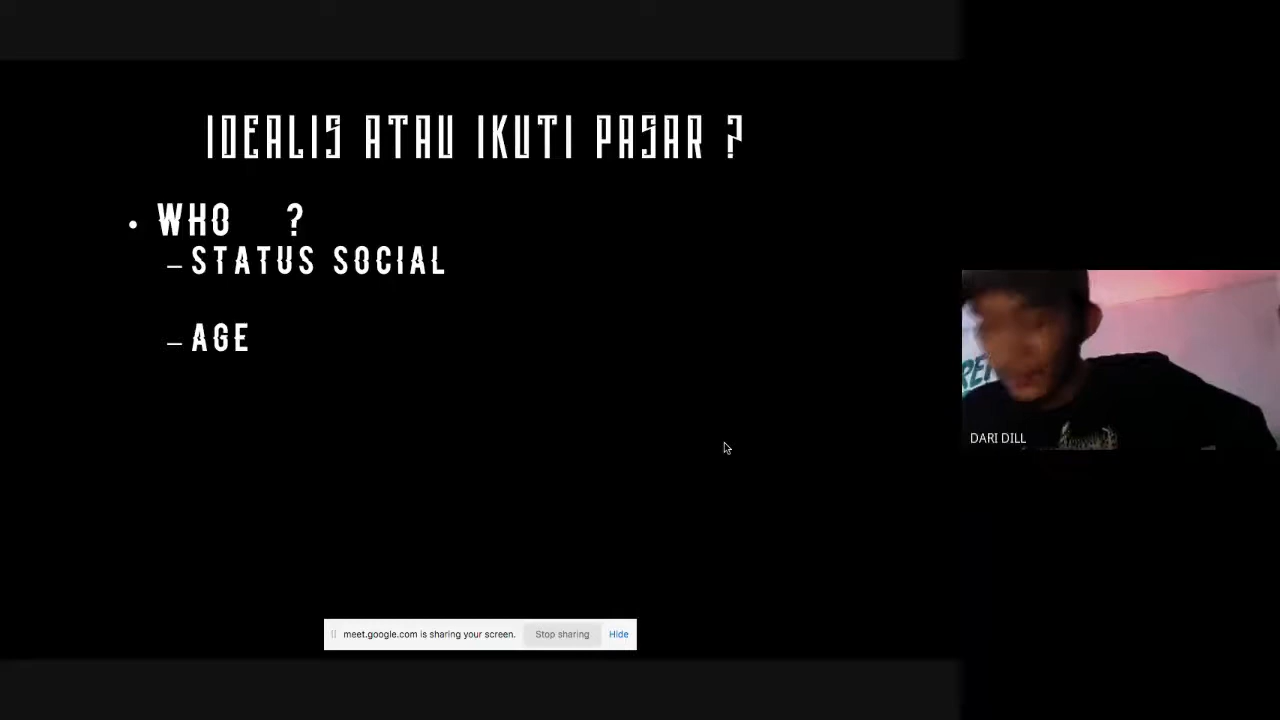 IDEALIS ATAU IKUTI PASAR ?
• WHO ?
– STATUS SOCIAL
– AGE
DARI DILL
meet.google.com is sharing your screen. Stop sharing Hide